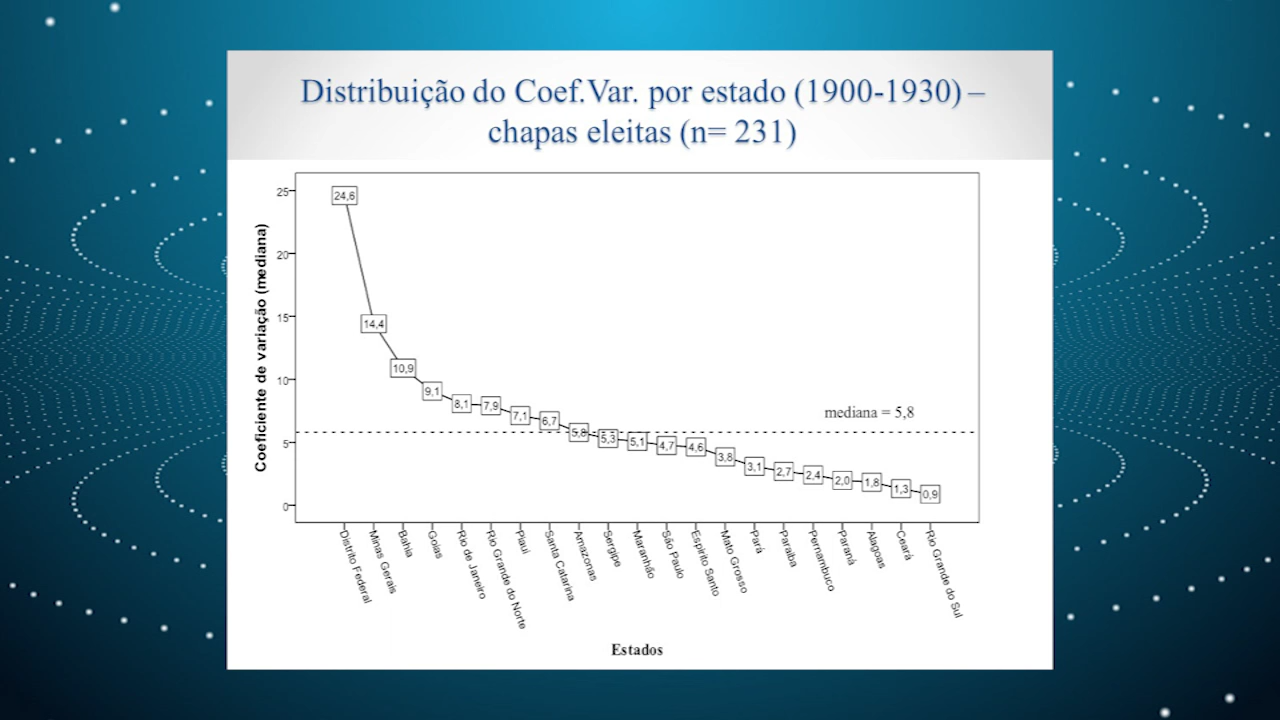 Distribuição do Coef.Var. por estado (1900-1930) –
chapas eleitas (n= 231)
Coeficiente de variação (mediana)
25
20
15
10
5
0
24,6
14,4
10,9
9,1
8,1
7,9
7,1
6,7
5,8
5,3
5,1
4,7
4,6
3,8
3,1
2,7
2,4
2,0
1,8
1,3
0,9
mediana = 5,8
Distrito Federal
Minas Gerais
Bahia
Goias
Rio de Janeiro
Rio Grande do Norte
Piauí
Santa Catarina
Amazonas
Sergipe
Maranhão
São Paulo
Espirito Santo
Mato Grosso
Pará
Paraiba
Pernambuco
Paraná
Alagoas
Ceará
Rio Grande do Sul
Estados